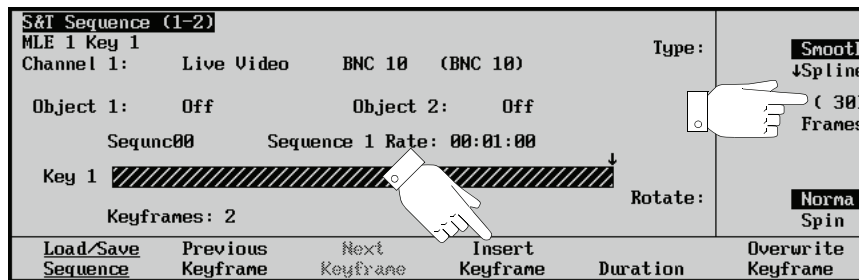 S&T Sequence (1-2)
MLE 1 Key 1
Channel 1: Live Video BNC 10 (BNC 10)
Type: Smooth
↓Spline
Object 1: Off Object 2: Off
( 30)
Frames
Sequnc00 Sequence 1 Rate: 00:01:00
Key 1
Rotate: Norma
Spin
Keyframes: 2
Load/Save Previous Next Insert Overwrite
Sequence Keyframe Keyframe Keyframe Duration Keyframe